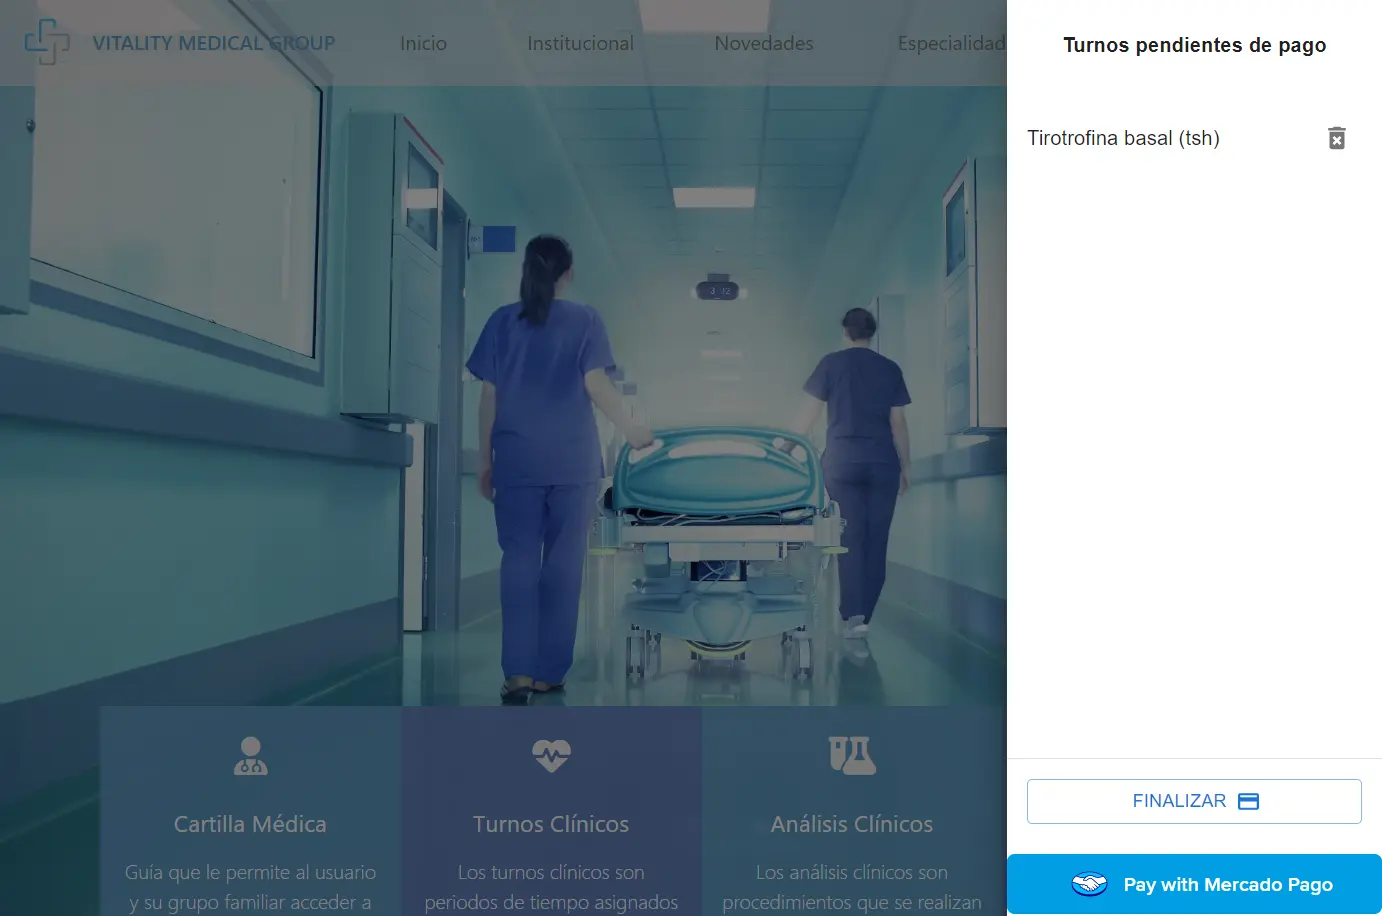 VITALITY MEDICAL GROUP
Inicio
Institucional
Novedades
Especialidad
Turnos pendientes de pago
Tirotrofina basal (tsh)
Cartilla Médica
Guía que le permite al usuario
y su grupo familiar acceder a
Turnos Clínicos
Los turnos clínicos son
periodos de tiempo asignados
Análisis Clínicos
Los análisis clínicos son
procedimientos que se realizan
FINALIZAR
Pay with Mercado Pago